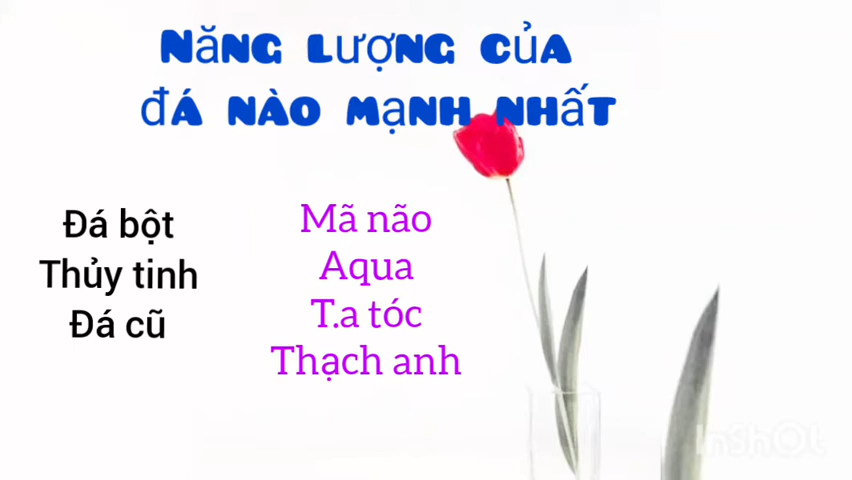 Năng lượng của
đá nào mạnh nhất
Đá bột
Thủy tinh
Đá cũ
Mã não
Aqua
T.a tóc
Thạch anh
InShOt